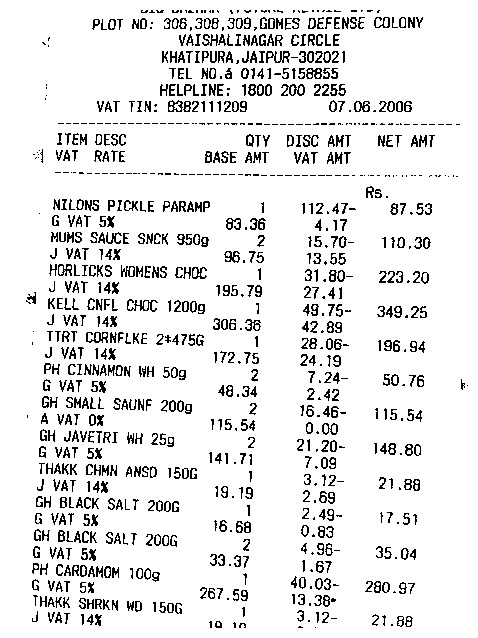 PLOT NO: 306,308,309,GOMES DEFENSE COLONY
VAISHALINAGAR CIRCLE
KHATIPURA,JAIPUR-302021
TEL NO.â 0141-5158855
HELPLINE: 1800 200 2255
VAT TIN: 8382111209 07.06.2006
ITEM DESC QTY DISC AMT NET AMT
VAT RATE BASE AMT VAT AMT
Rs.
NILONS PICKLE PARAMP 1 112.47- 87.53
G VAT 5% 83.36 4.17
MUMS SAUCE SNCK 950g 2 15.70- 110.30
J VAT 14% 96.75 13.55
HORLICKS WOMENS CHOC 1 31.80- 223.20
J VAT 14% 195.79 27.41
KELL CNFL CHOC 1200g 1 49.75- 349.25
J VAT 14% 306.36 42.89
TTRT CORNFLKE 2*475G 1 28.06- 196.94
J VAT 14% 172.75 24.19
PH CINNAMON WH 50g 2 7.24- 50.76
G VAT 5% 48.34 2.42
GH SMALL SAUNF 200g 2 16.46- 115.54
A VAT 0% 115.54 0.00
GH JAVETRI WH 25g 2 21.20- 148.80
G VAT 5% 141.71 7.09
THAKK CHMN ANSD 150G 1 3.12- 21.88
J VAT 14% 19.19 2.69
GH BLACK SALT 200G 1 2.49- 17.51
G VAT 5% 16.68 0.83
GH BLACK SALT 200G 2 4.96- 35.04
G VAT 5% 33.37 1.67
PH CARDAMOM 100g 1 40.03- 280.97
G VAT 5% 267.59 13.38
THAKK SHRKN WD 150G 1 3.12- 21.88
J VAT 14%